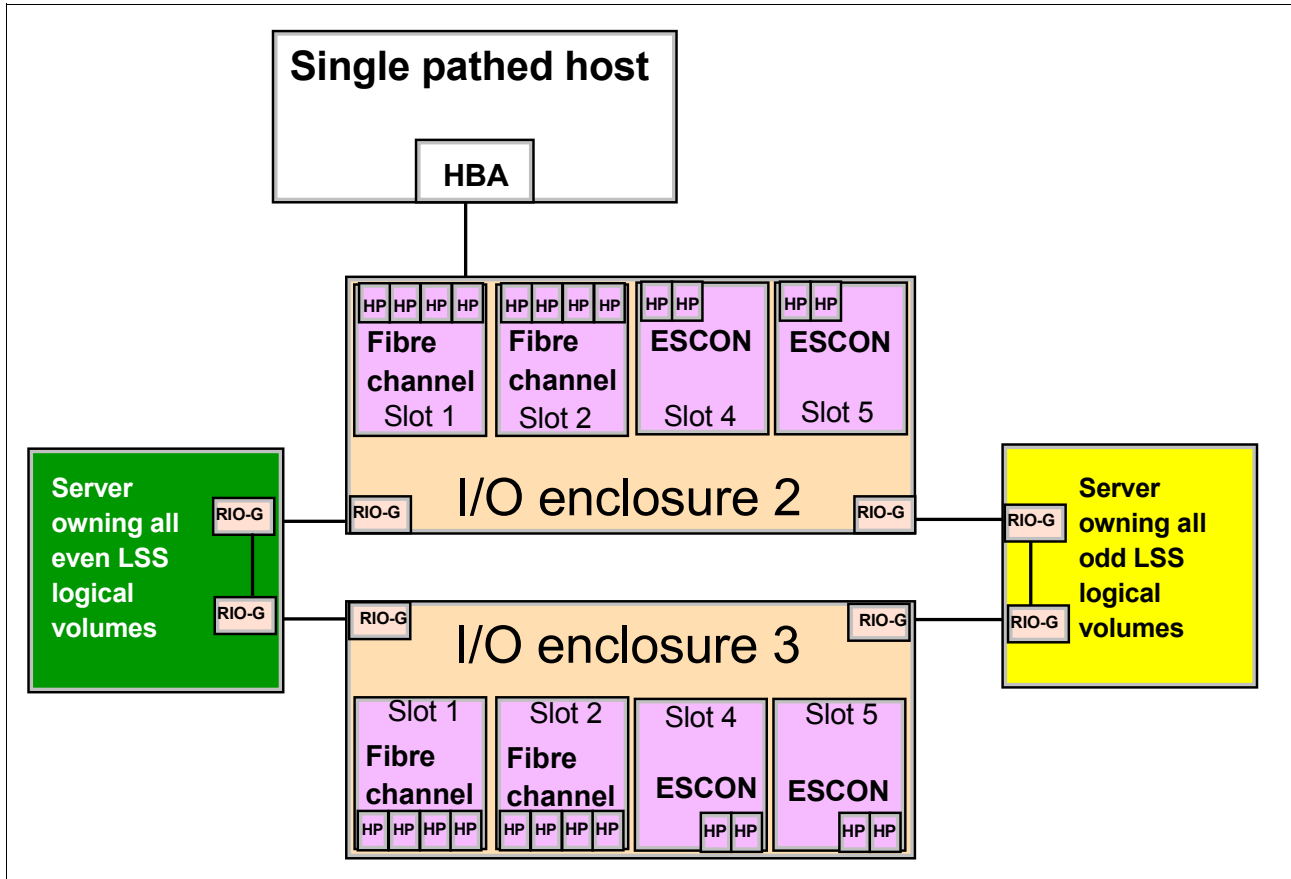 Single pathed host
HBA
HP HP HP HP
Fibre
channel
Slot 1
HP HP HP HP
Fibre
channel
Slot 2
HP HP
ESCON
Slot 4
HP HP
ESCON
Slot 5
I/O enclosure 2
RIO-G
RIO-G
Server
owning all
even LSS
logical
volumes
RIO-G
RIO-G
Server
owning all
odd LSS
logical
volumes
RIO-G
RIO-G
RIO-G
RIO-G
I/O enclosure 3
Slot 1
Fibre
channel
HP HP HP HP
Slot 2
Fibre
channel
HP HP HP HP
Slot 4
ESCON
HP HP
Slot 5
ESCON
HP HP